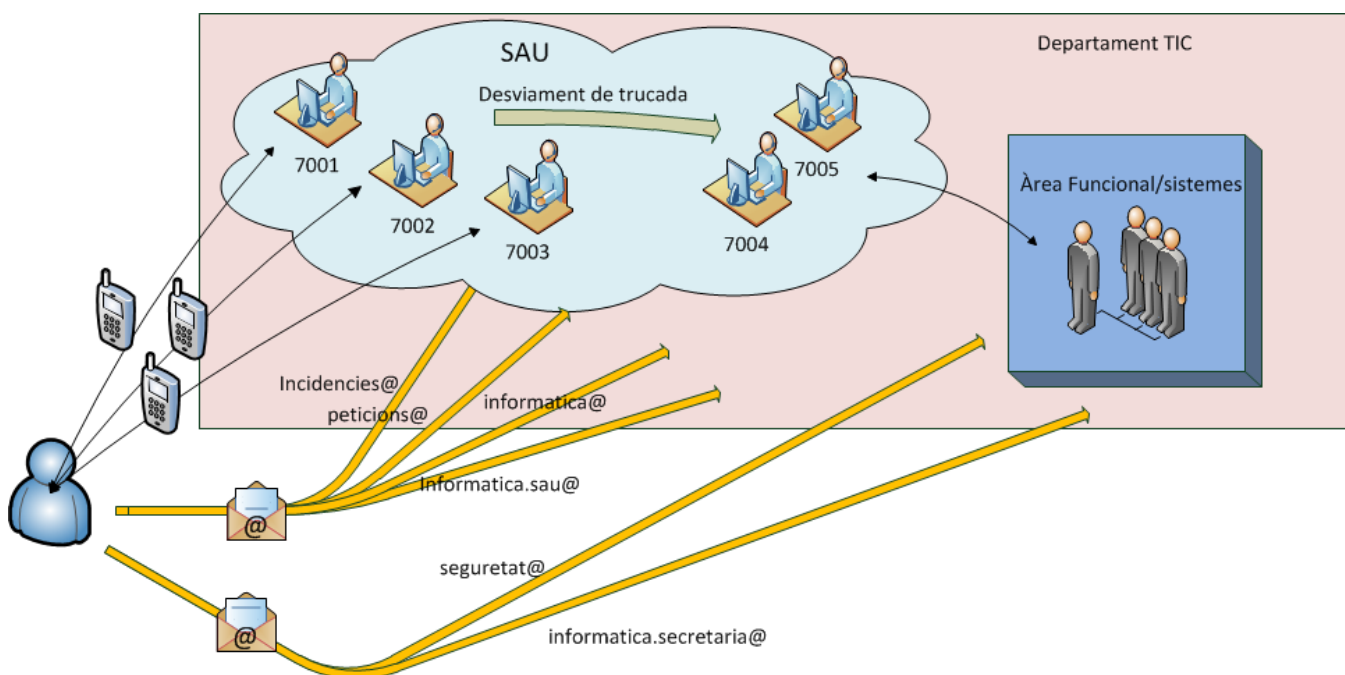 Departament TIC
SAU
Desviament de trucada
7001
7002
7003
7004
7005
Àrea Funcional/sistemes
Incidencies@
peticions@
informatica@
Informatica.sau@
@
seguretat@
@
informatica.secretaria@